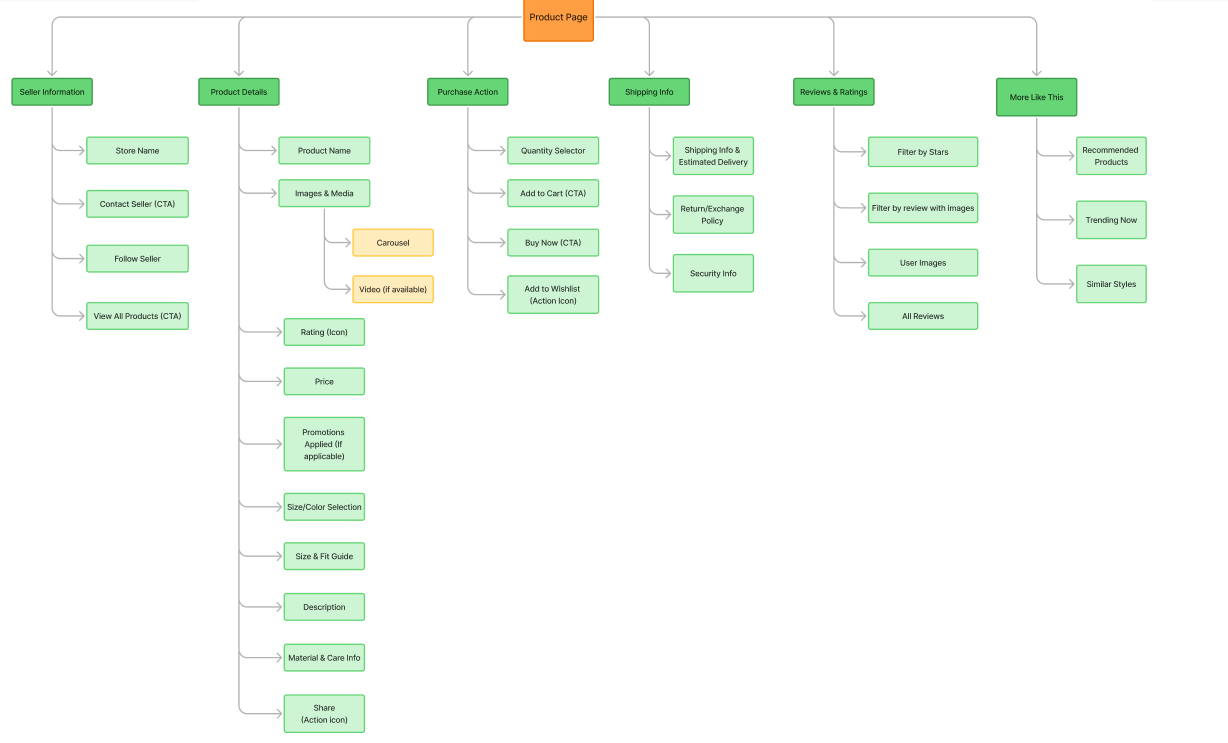 Product Page
Seller Information
Store Name
Contact Seller (CTA)
Follow Seller
View All Products (CTA)
Product Details
Product Name
Images & Media
Carousel
Video (if available)
Rating (Icon)
Price
Promotions
Applied (If
applicable)
Size/Color Selection
Size & Fit Guide
Description
Material & Care Info
Share
(Action icon)
Purchase Action
Quantity Selector
Add to Cart (CTA)
Buy Now (CTA)
Add to Wishlist
(Action Icon)
Shipping Info
Shipping Info &
Estimated Delivery
Return/Exchange
Policy
Security Info
Reviews & Ratings
Filter by Stars
Filter by review with images
User Images
All Reviews
More Like This
Recommended
Products
Trending Now
Similar Styles